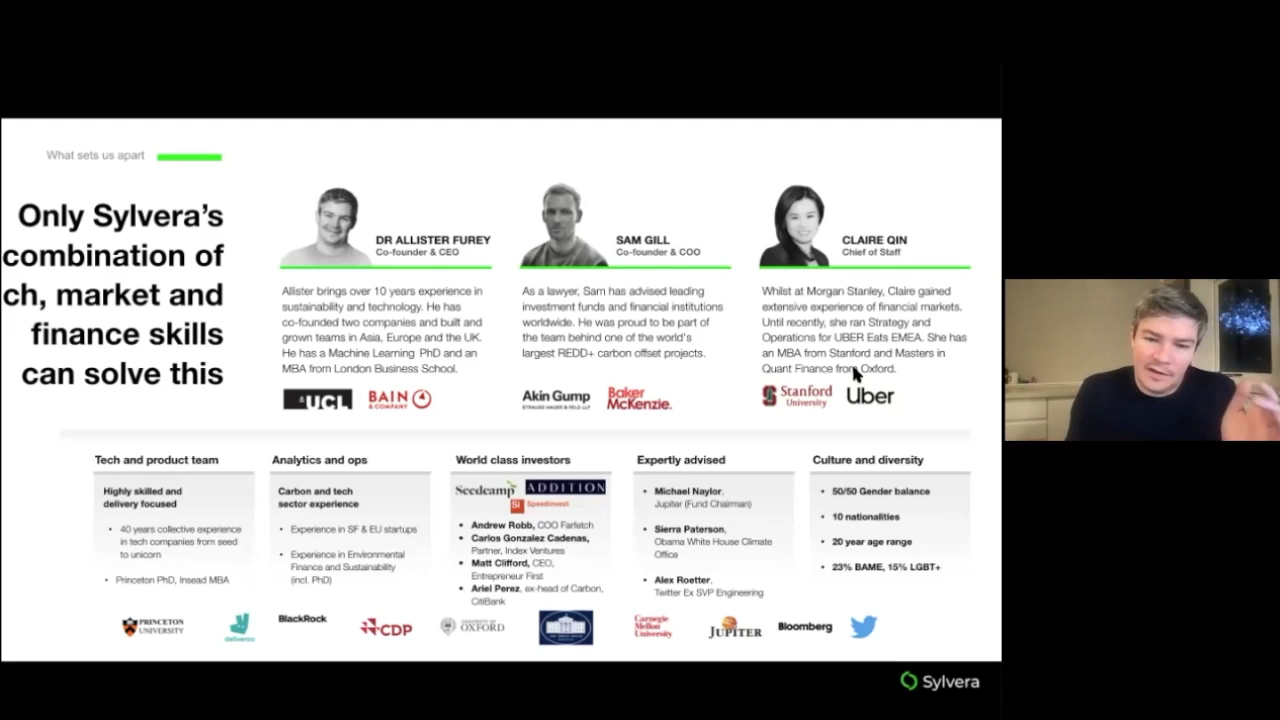 What sets us apart
Only Sylvera's
combination of
ch, market and
finance skills
can solve this
DR ALLISTER FUREY
Co-founder & CEO
Allister brings over 10 years experience in
sustainability and technology. He has
co-founded two companies and built and
grown teams in Asia, Europe and the UK.
He has a Machine Learning PhD and an
MBA from London Business School.
UCL
BAIN
& COMPANY
SAM GILL
Co-founder & COO
As a lawyer, Sam has advised leading
investment funds and financial institutions
worldwide. He was proud to be part of
the team behind one of the world's
largest REDD+ carbon offset projects.
Akin Gump
STRAUSS HAUER & FELD LLP
Baker
McKenzie.
CLAIRE QIN
Chief of Staff
Whilst at Morgan Stanley, Claire gained
extensive experience of financial markets.
Until recently, she ran Strategy and
Operations for UBER Eats EMEA. She has
an MBA from Stanford and Masters in
Quant Finance from Oxford.
Stanford
University
Uber
Tech and product team
Highly skilled and
delivery focused
• 40 years collective experience
in tech companies from seed
to unicorn
• Princeton PhD, Insead MBA
Analytics and ops
Carbon and tech
sector experience
• Experience in SF & EU startups
• Experience in Environmental
Finance and Sustainability
(incl. PhD)
World class investors
Seedcamp
ADDITION
SI Speedinvest
• Andrew Robb, COO Farfetch
• Carlos Gonzalez Cadenas,
Partner, Index Ventures
• Matt Clifford, CEO,
Entrepreneur First
• Ariel Perez, ex-head of Carbon,
CitiBank
Expertly advised
• Michael Naylor,
Jupiter (Fund Chairman)
• Sierra Paterson,
Obama White House Climate
Office
• Alex Roetter,
Twitter Ex SVP Engineering
Culture and diversity
• 50/50 Gender balance
• 10 nationalities
• 20 year age range
• 23% BAME, 15% LGBT+
PRINCETON
UNIVERSITY
deliveroo
BlackRock
CDP
UNIVERSITY OF
OXFORD
THE WHITE HOUSE
Carnegie
Mellon
University
JUPITER
Bloomberg
Sylvera